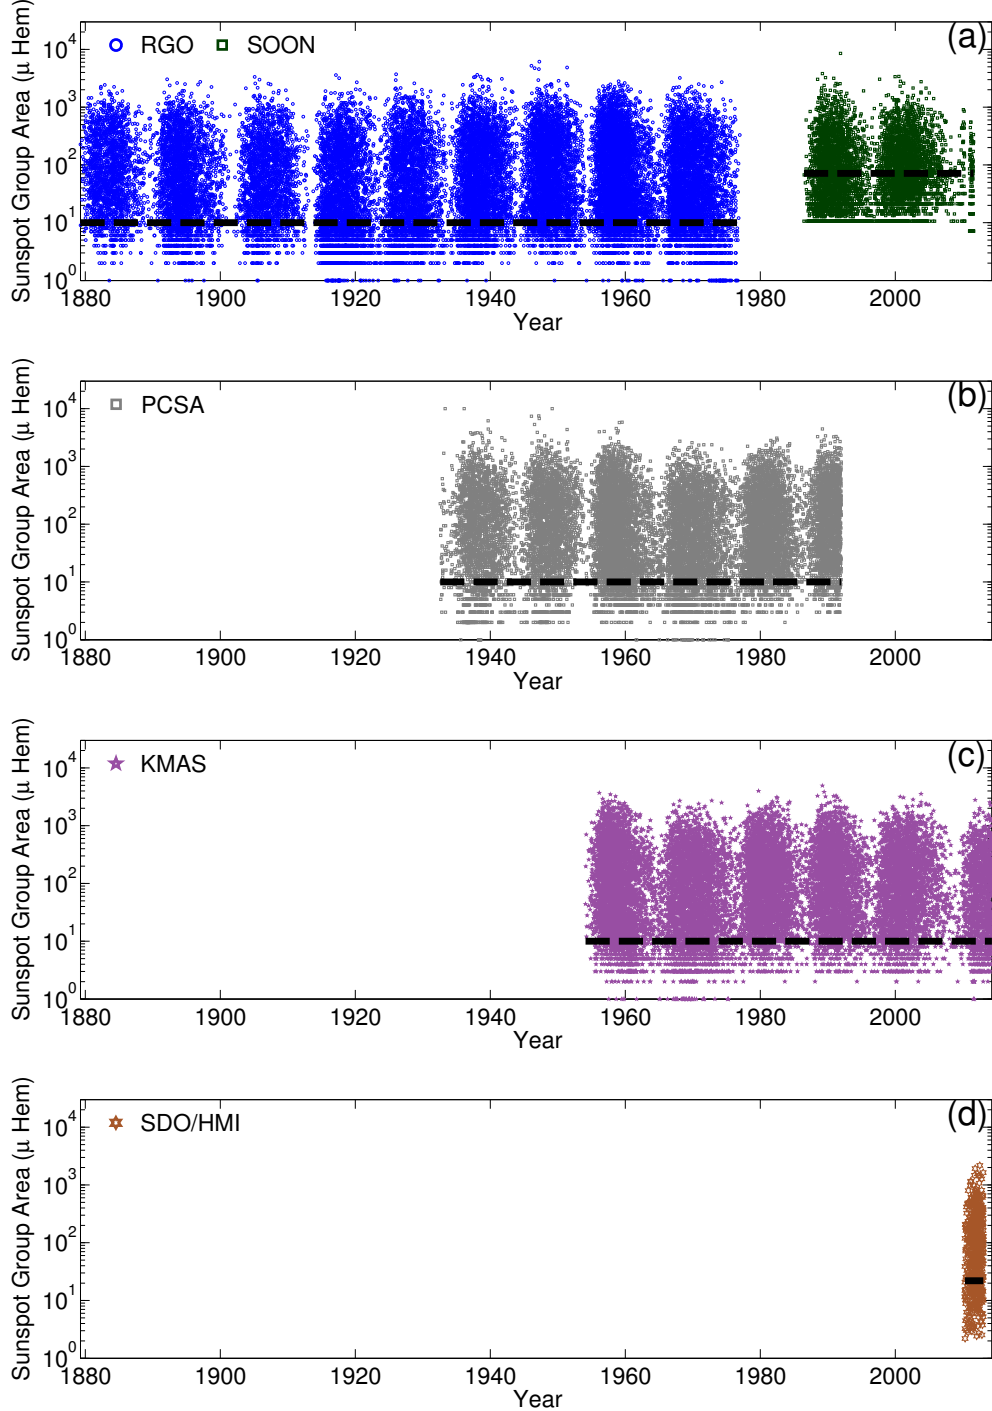 RGO SOON (a)
Sunspot Group Area (μ Hem)
10^4
10^3
10^2
10^1
10^0
1880 1900 1920 1940 1960 1980 2000
Year
PCSA (b)
Sunspot Group Area (μ Hem)
10^4
10^3
10^2
10^1
10^0
1880 1900 1920 1940 1960 1980 2000
Year
KMAS (c)
Sunspot Group Area (μ Hem)
10^4
10^3
10^2
10^1
10^0
1880 1900 1920 1940 1960 1980 2000
Year
SDO/HMI (d)
Sunspot Group Area (μ Hem)
10^4
10^3
10^2
10^1
10^0
1880 1900 1920 1940 1960 1980 2000
Year